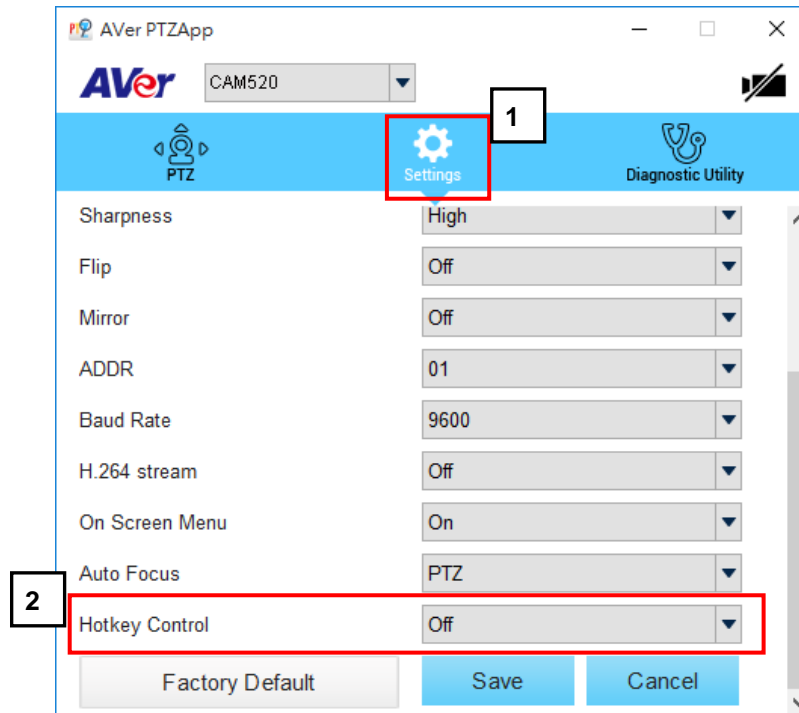 AVer PTZApp
AVer CAM520
1
PTZ Settings Diagnostic Utility
Sharpness High
Flip Off
Mirror Off
ADDR 01
Baud Rate 9600
H.264 stream Off
On Screen Menu On
Auto Focus PTZ
2
Hotkey Control Off
Factory Default Save Cancel